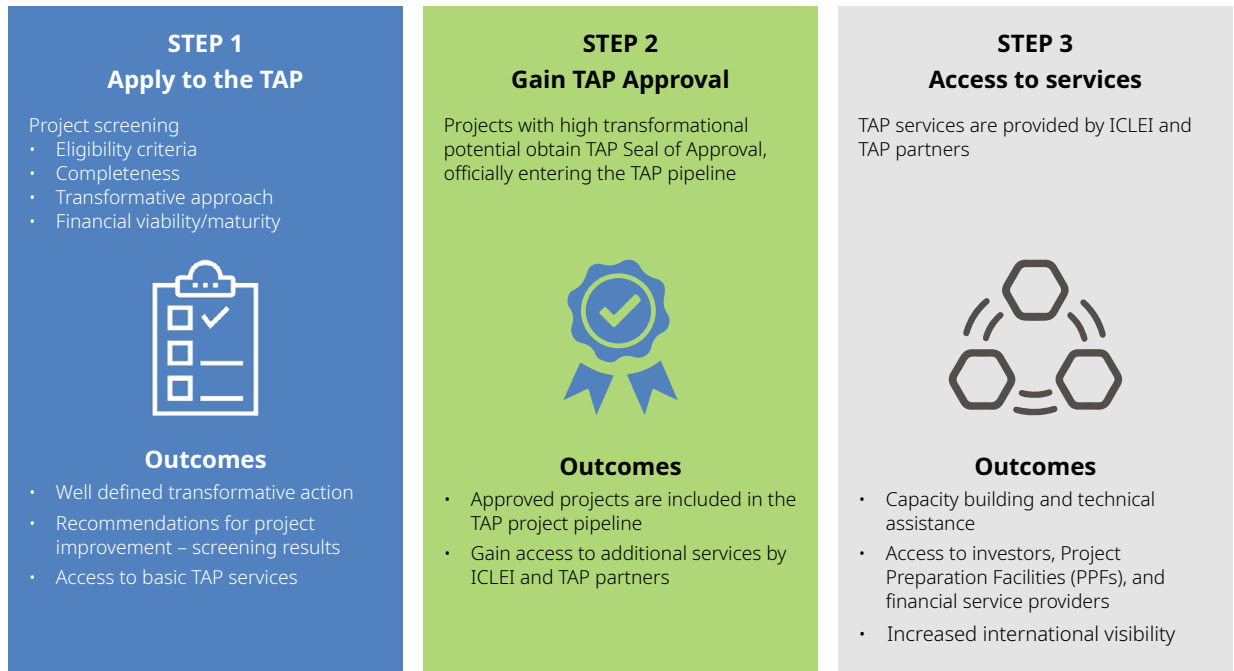 STEP 1
Apply to the TAP
Project screening
• Eligibility criteria
• Completeness
• Transformative approach
• Financial viability/maturity
Outcomes
• Well defined transformative action
• Recommendations for project
improvement – screening results
• Access to basic TAP services
STEP 2
Gain TAP Approval
Projects with high transformational
potential obtain TAP Seal of Approval,
officially entering the TAP pipeline
Outcomes
• Approved projects are included in the
TAP project pipeline
• Gain access to additional services by
ICLEI and TAP partners
STEP 3
Access to services
TAP services are provided by ICLEI and
TAP partners
Outcomes
• Capacity building and technical
assistance
• Access to investors, Project
Preparation Facilities (PPFs), and
financial service providers
• Increased international visibility